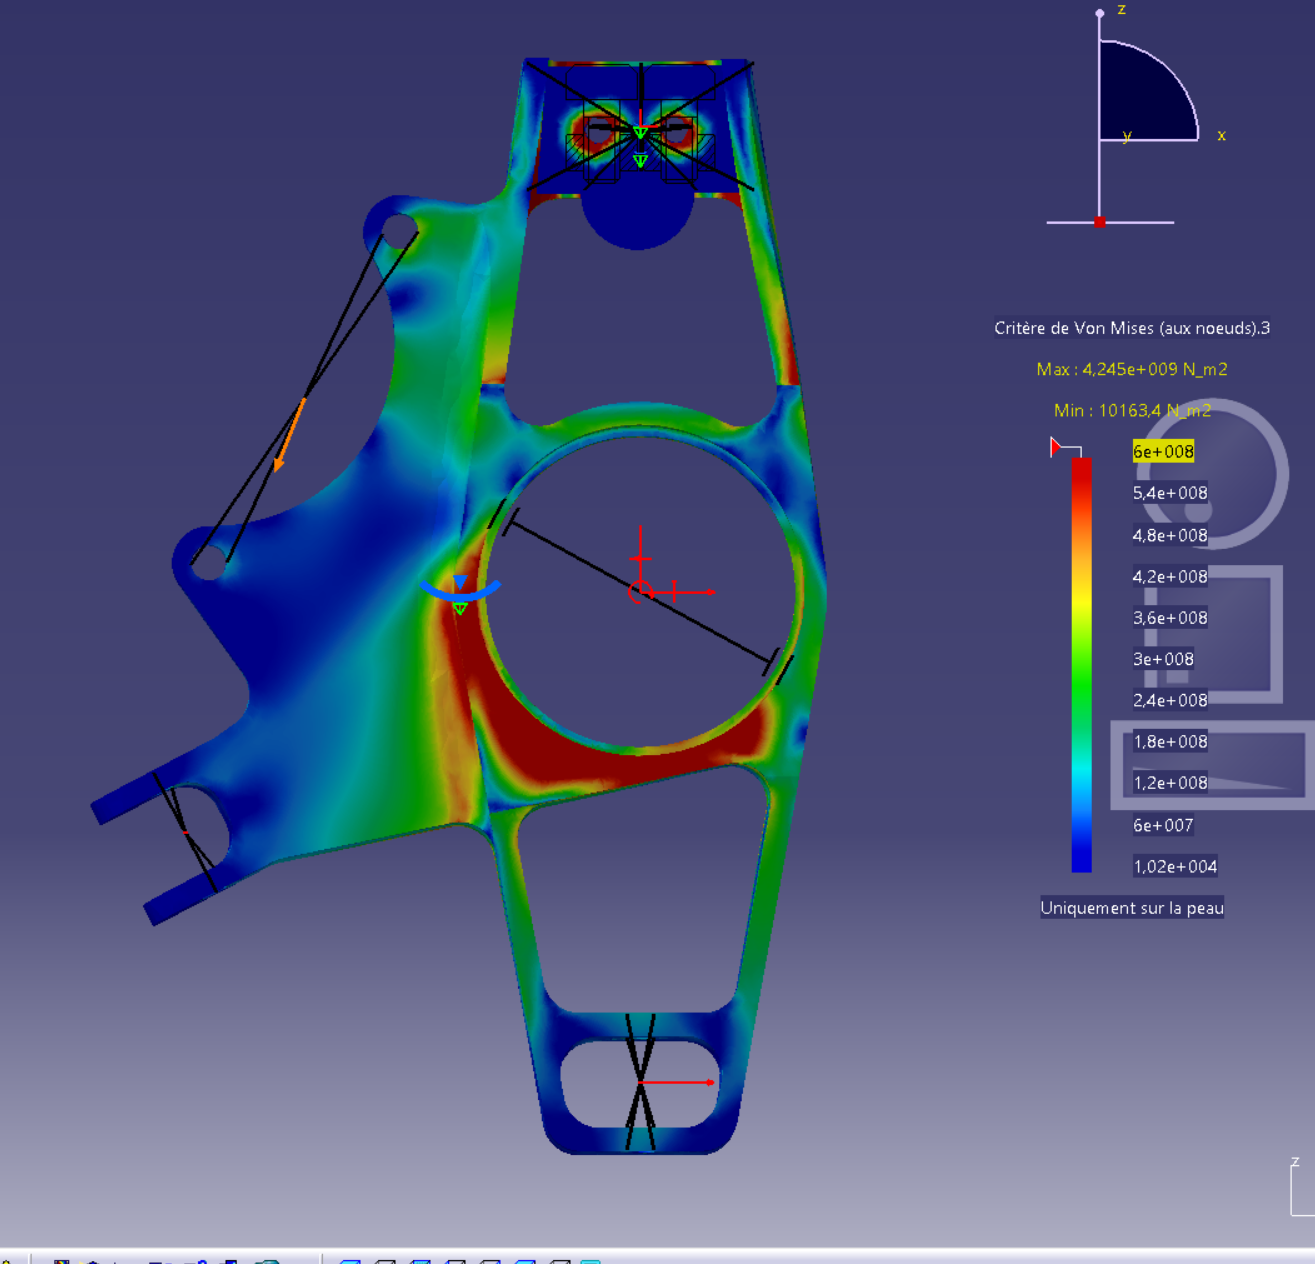 z
y
x
Critère de Von Mises (aux noeuds).3
Max : 4,245e+009 N_m2
Min : 10163,4 N_m2
6e+008
5,4e+008
4,8e+008
4,2e+008
3,6e+008
3e+008
2,4e+008
1,8e+008
1,2e+008
6e+007
1,02e+004
Uniquement sur la peau
z